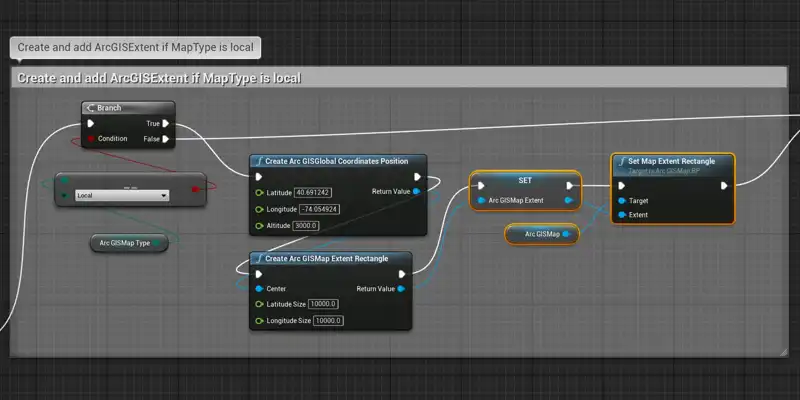 Create and add ArcGISExtent if MapType is local
Create and add ArcGISExtent if MapType is local
Branch
True
Condition
False
==
Local
Arc GISMap Type
Create Arc GISGlobal Coordinates Position
Latitude 40.691242
Return Value
Longitude -74.054924
Altitude 3000.0
Create Arc GISMap Extent Rectangle
Center
Return Value
Latitude Size 10000.0
Longitude Size 10000.0
SET
Arc GISMap Extent
Arc GISMap
Set Map Extent Rectangle
Target is Arc GISMap BP
Target
Extent